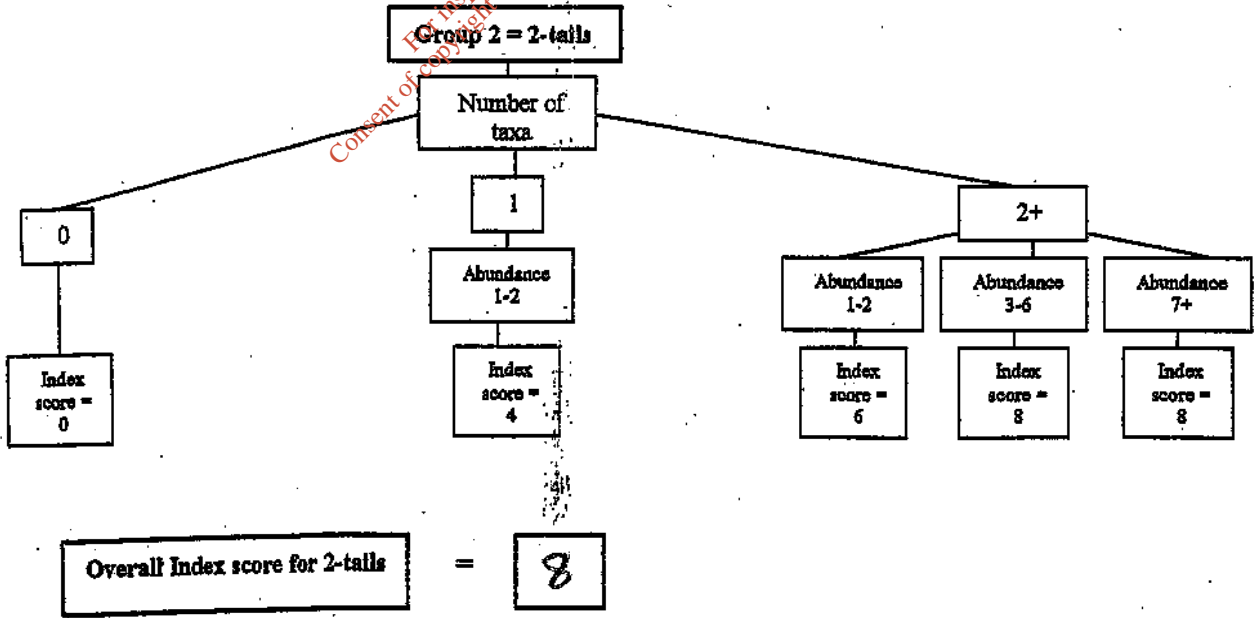 Group 2 = 2-tails
For insp
Consent of copyright
Number of
taxa
0
1
2+
Abundance
1-2
Abundance
1-2
Abundance
3-6
Abundance
7+
Index
score =
0
Index
score =
4
Index
score =
6
Index
score =
8
Index
score =
8
Overall Index score for 2-tails
=
8